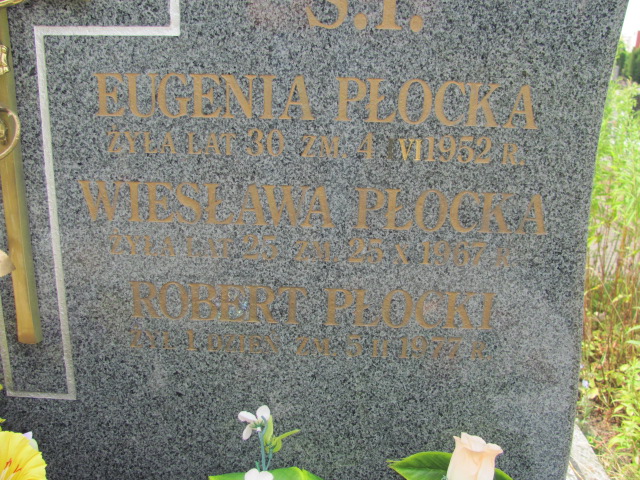 Ś.P.
EUGENIA PŁOCKA
ŻYŁA LAT 30 ZM. 4 VI 1952 R.
WIESŁAWA PŁOCKA
ŻYŁA LAT 25 ZM. 25 X 1967 R.
ROBERT PŁOCKI
ŻYŁ 1 DZIEŃ ZM. 5 II 1977 R.